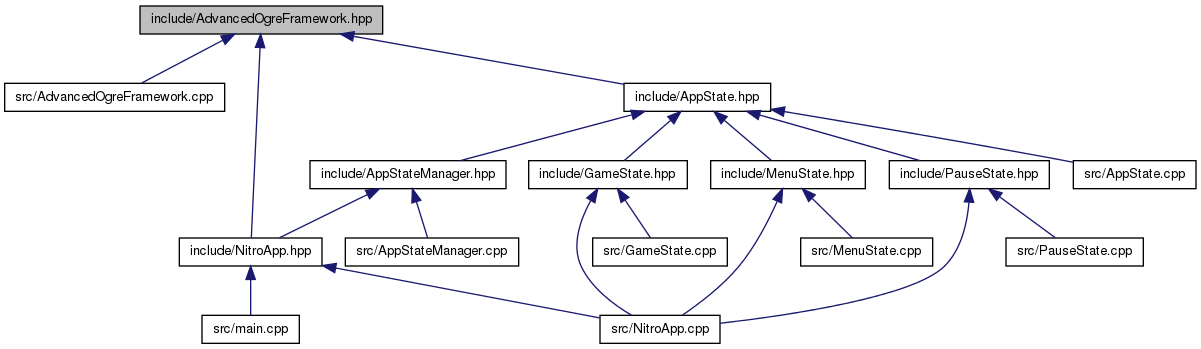 include/AdvancedOgreFramework.hpp
src/AdvancedOgreFramework.cpp
include/AppState.hpp
include/AppStateManager.hpp
include/GameState.hpp
include/MenuState.hpp
include/PauseState.hpp
src/AppState.cpp
include/NitroApp.hpp
src/AppStateManager.cpp
src/GameState.cpp
src/MenuState.cpp
src/PauseState.cpp
src/main.cpp
src/NitroApp.cpp